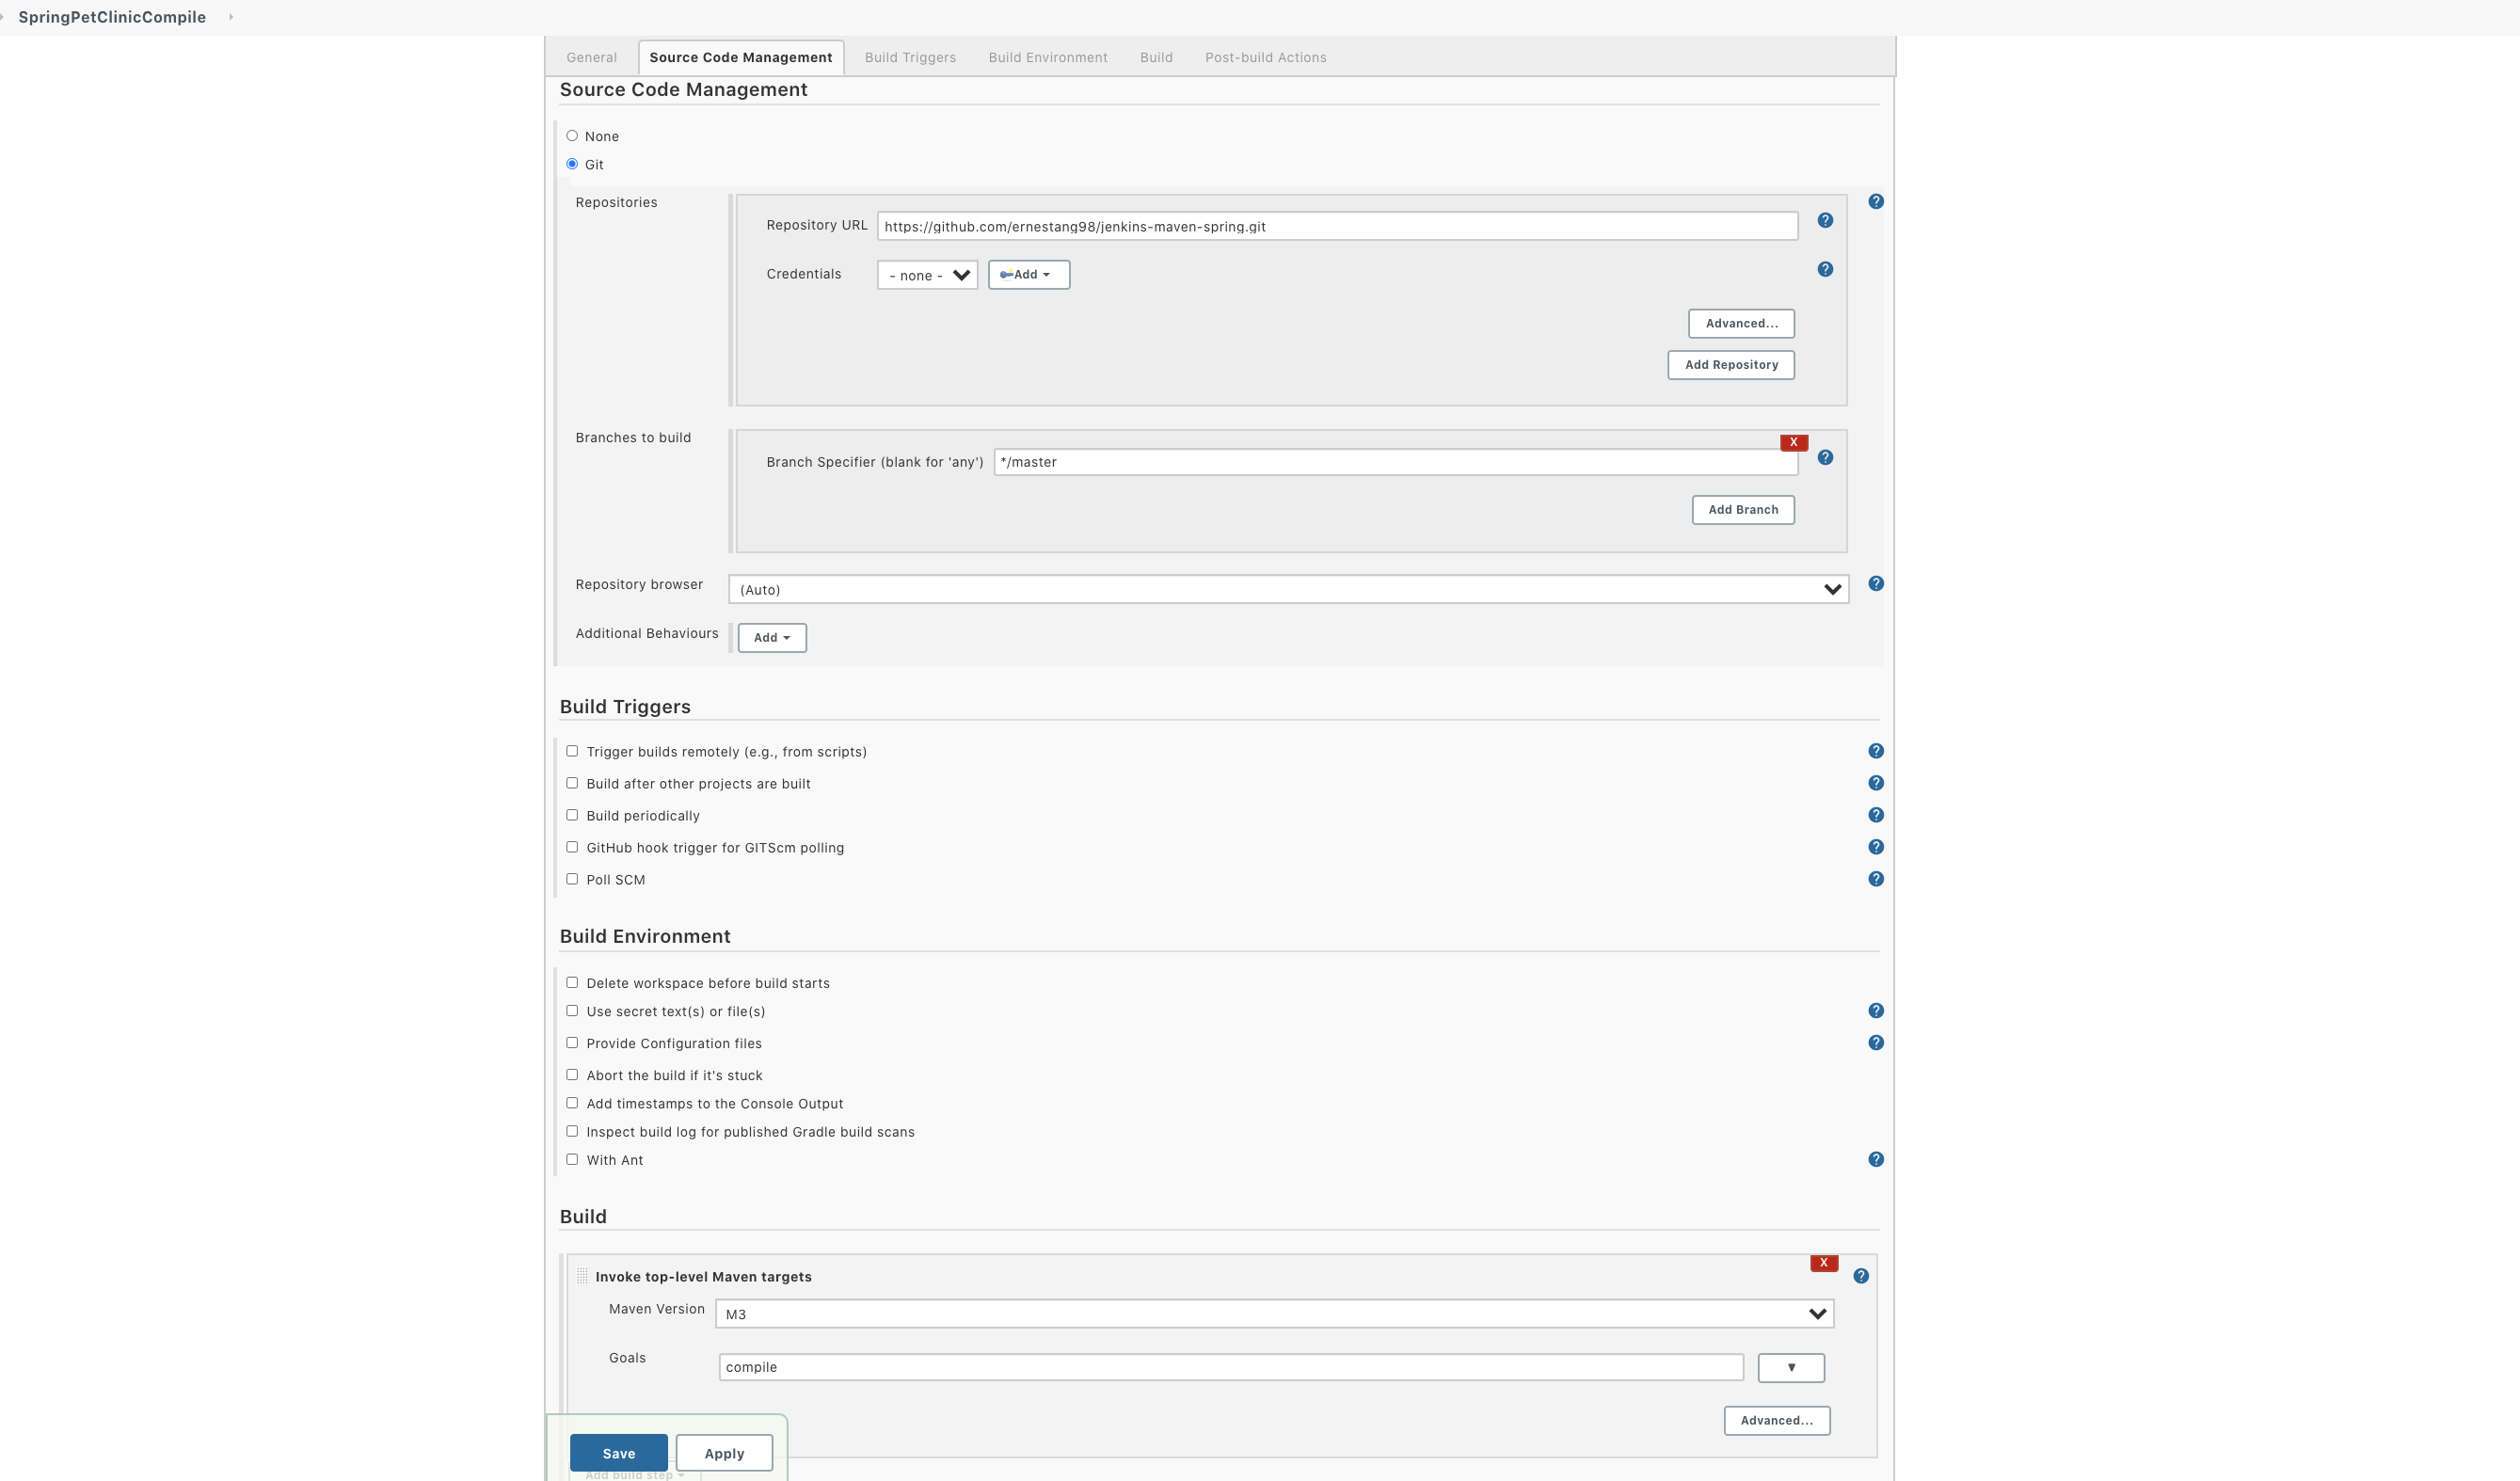 SpringPetClinicCompile
General Source Code Management Build Triggers Build Environment Build Post-build Actions
Source Code Management
None
Git
Repositories
Repository URL https://github.com/ernestang98/jenkins-maven-spring.git
Credentials - none - Add
Advanced...
Add Repository
Branches to build
X
Branch Specifier (blank for 'any') */master
Add Branch
Repository browser (Auto)
Additional Behaviours Add
Build Triggers
Trigger builds remotely (e.g., from scripts)
Build after other projects are built
Build periodically
GitHub hook trigger for GITScm polling
Poll SCM
Build Environment
Delete workspace before build starts
Use secret text(s) or file(s)
Provide Configuration files
Abort the build if it's stuck
Add timestamps to the Console Output
Inspect build log for published Gradle build scans
With Ant
Build
X
Invoke top-level Maven targets
Maven Version M3
Goals compile
Advanced...
Save Apply
Add build step